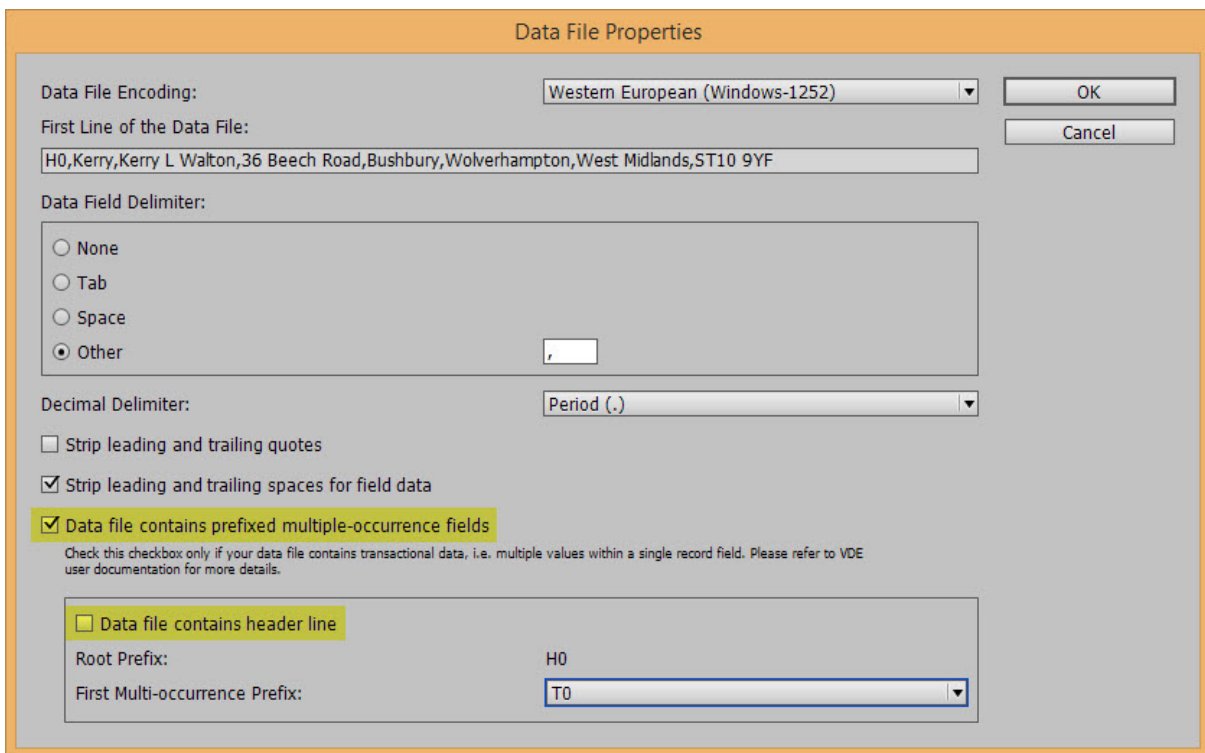 Data File Properties
Data File Encoding:
Western European (Windows-1252)
OK
First Line of the Data File:
Cancel
H0,Kerry,Kerry L Walton,36 Beech Road,Bushbury,Wolverhampton,West Midlands,ST10 9YF
Data Field Delimiter:
None
Tab
Space
Other
,
Decimal Delimiter:
Period (.)
Strip leading and trailing quotes
Strip leading and trailing spaces for field data
Data file contains prefixed multiple-occurrence fields
Check this checkbox only if your data file contains transactional data, i.e. multiple values within a single record field. Please refer to VDE
user documentation for more details.
Data file contains header line
Root Prefix:
H0
First Multi-occurrence Prefix:
T0